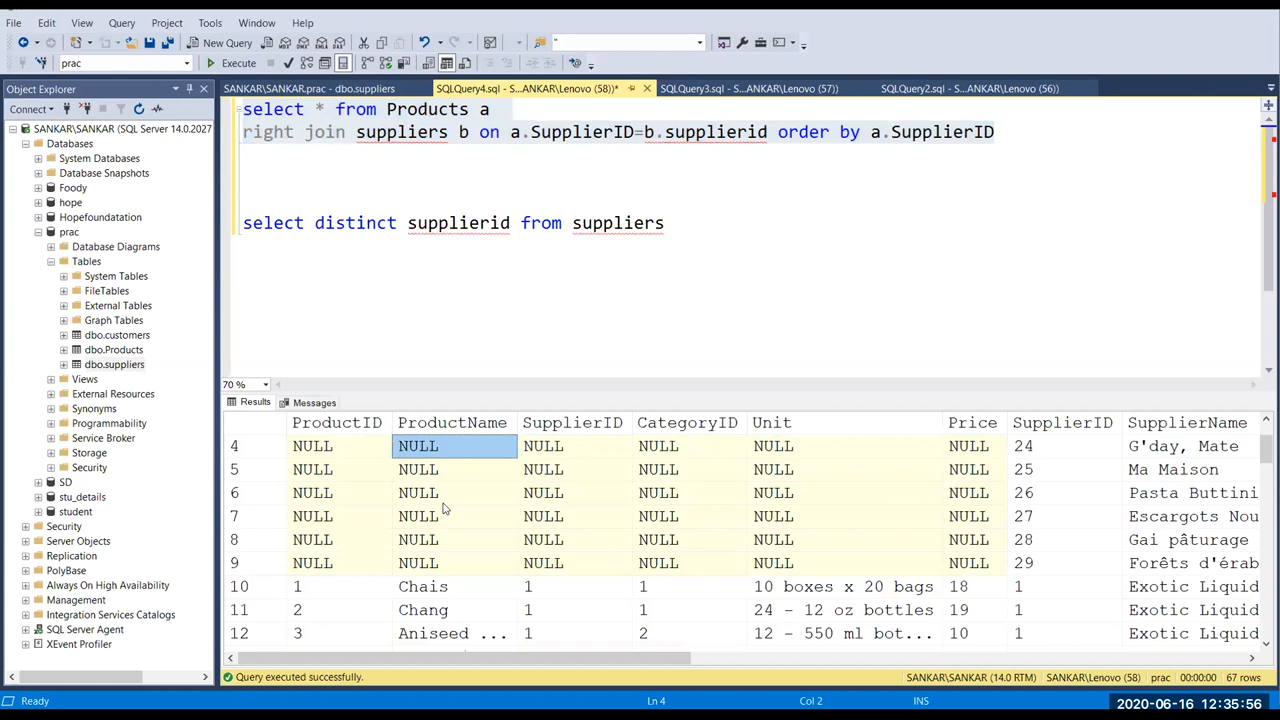 File Edit View Query Project Tools Window Help
New Query
prac Execute
Object Explorer
SANKAR\SANKAR.prac - dbo.suppliers
SQLQuery4.sql - S...ANKAR\Lenovo (58))*
SQLQuery3.sql - S...ANKAR\Lenovo (57))
SQLQuery2.sql - S...ANKAR\Lenovo (56))
Connect
SANKAR\SANKAR (SQL Server 14.0.2027
Databases
System Databases
Database Snapshots
Foody
hope
Hopefoundatation
prac
Database Diagrams
Tables
System Tables
FileTables
External Tables
Graph Tables
dbo.customers
dbo.Products
dbo.suppliers
Views
External Resources
Synonyms
Programmability
Service Broker
Storage
Security
SD
stu_details
student
Security
Server Objects
Replication
PolyBase
Always On High Availability
Management
Integration Services Catalogs
SQL Server Agent
XEvent Profiler
select * from Products a
right join suppliers b on a.SupplierID=b.supplierid order by a.SupplierID
select distinct supplierid from suppliers
70 %
Results Messages
ProductID ProductName SupplierID CategoryID Unit Price SupplierID SupplierName
4 NULL NULL NULL NULL NULL NULL 24 G'day, Mate
5 NULL NULL NULL NULL NULL NULL 25 Ma Maison
6 NULL NULL NULL NULL NULL NULL 26 Pasta Buttini
7 NULL NULL NULL NULL NULL NULL 27 Escargots Nou
8 NULL NULL NULL NULL NULL NULL 28 Gai pâturage
9 NULL NULL NULL NULL NULL NULL 29 Forêts d'érab
10 1 Chais 1 1 10 boxes x 20 bags 18 1 Exotic Liquid
11 2 Chang 1 1 24 - 12 oz bottles 19 1 Exotic Liquid
12 3 Aniseed ... 1 2 12 - 550 ml bot... 10 1 Exotic Liquid
Query executed successfully. SANKAR\SANKAR (14.0 RTM) SANKAR\Lenovo (58) prac 00:00:00 67 rows
Ready Ln 4 Col 2 INS
2020-06-16 12:35:56